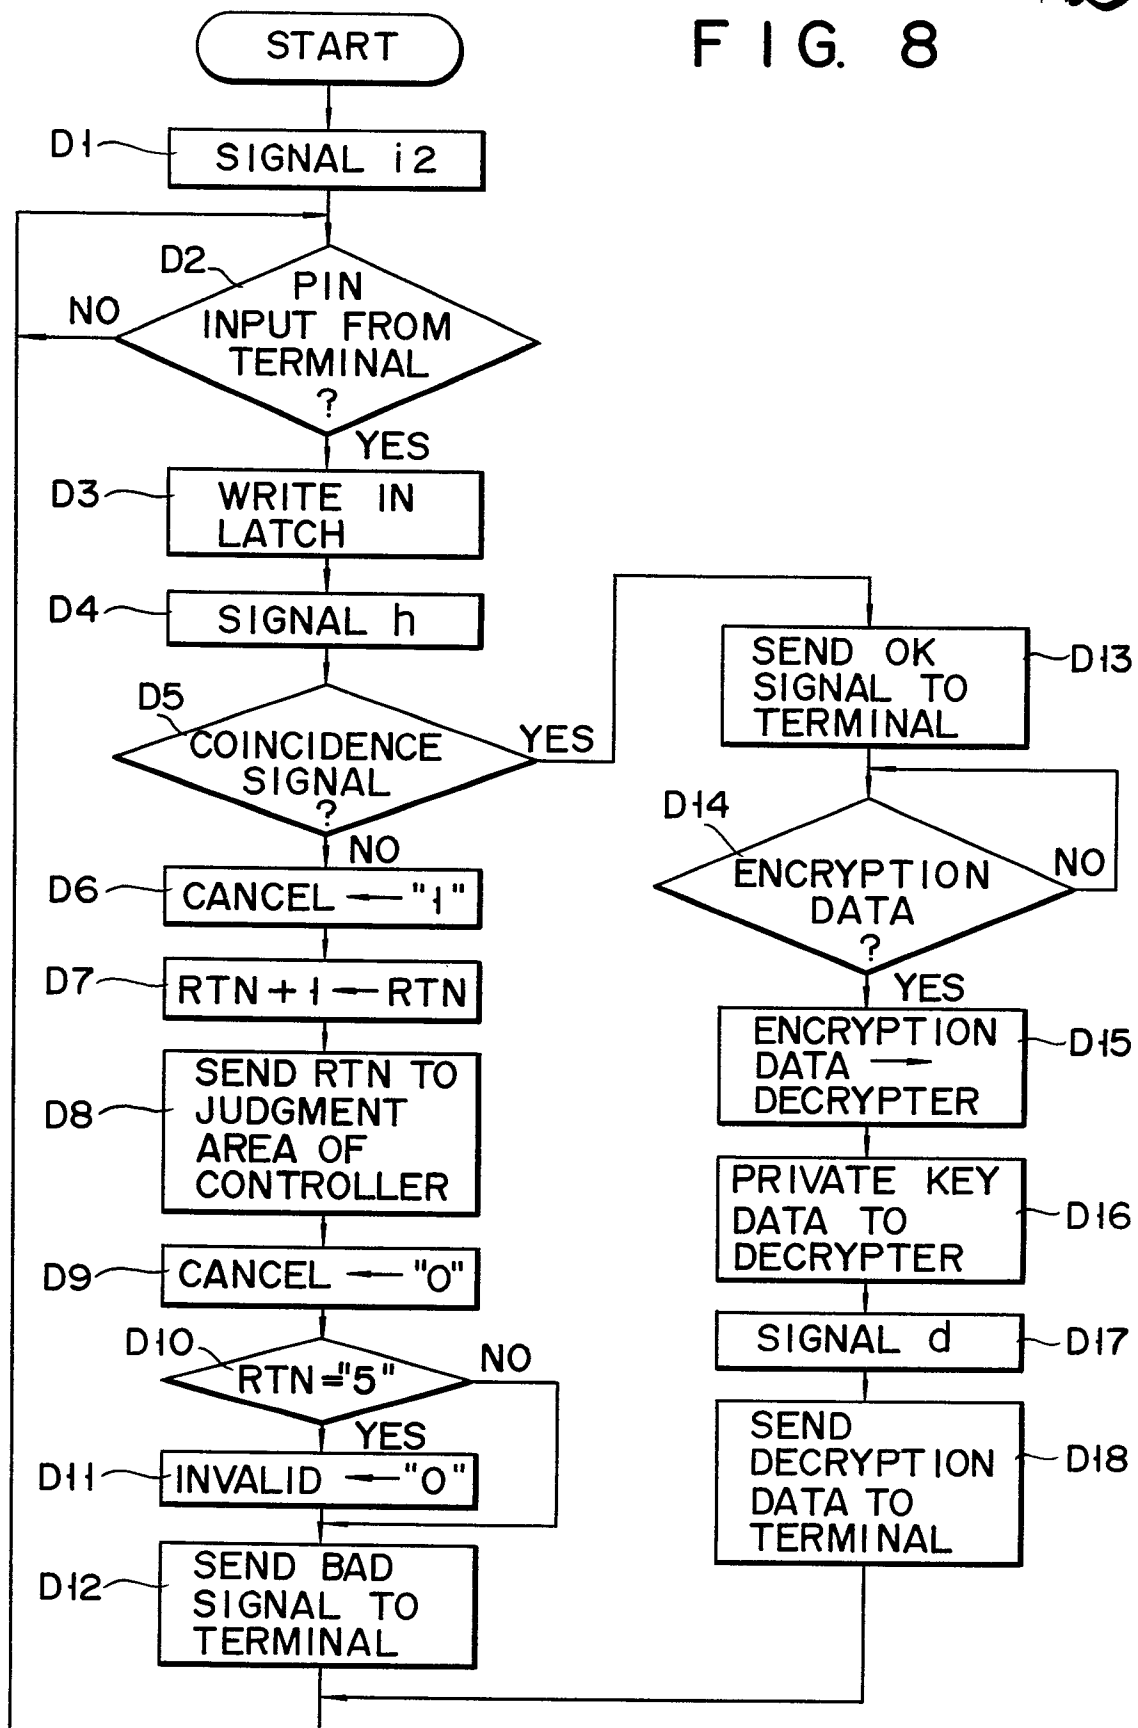 FIG. 8
START
D1
SIGNAL i2
D2
PIN
INPUT FROM
TERMINAL
?
NO
YES
D3
WRITE IN
LATCH
D4
SIGNAL h
D5
COINCIDENCE
SIGNAL
?
YES
NO
D6
CANCEL ← "1"
D7
RTN + 1 ← RTN
D8
SEND RTN TO
JUDGMENT
AREA OF
CONTROLLER
D9
CANCEL ← "0"
D10
RTN="5"
NO
YES
D11
INVALID ← "0"
D12
SEND BAD
SIGNAL TO
TERMINAL
SEND OK
SIGNAL TO
TERMINAL
D13
D14
ENCRYPTION
DATA
?
NO
YES
ENCRYPTION
DATA →
DECRYPTER
D15
PRIVATE KEY
DATA TO
DECRYPTER
D16
SIGNAL d
D17
SEND
DECRYPTION
DATA TO
TERMINAL
D18